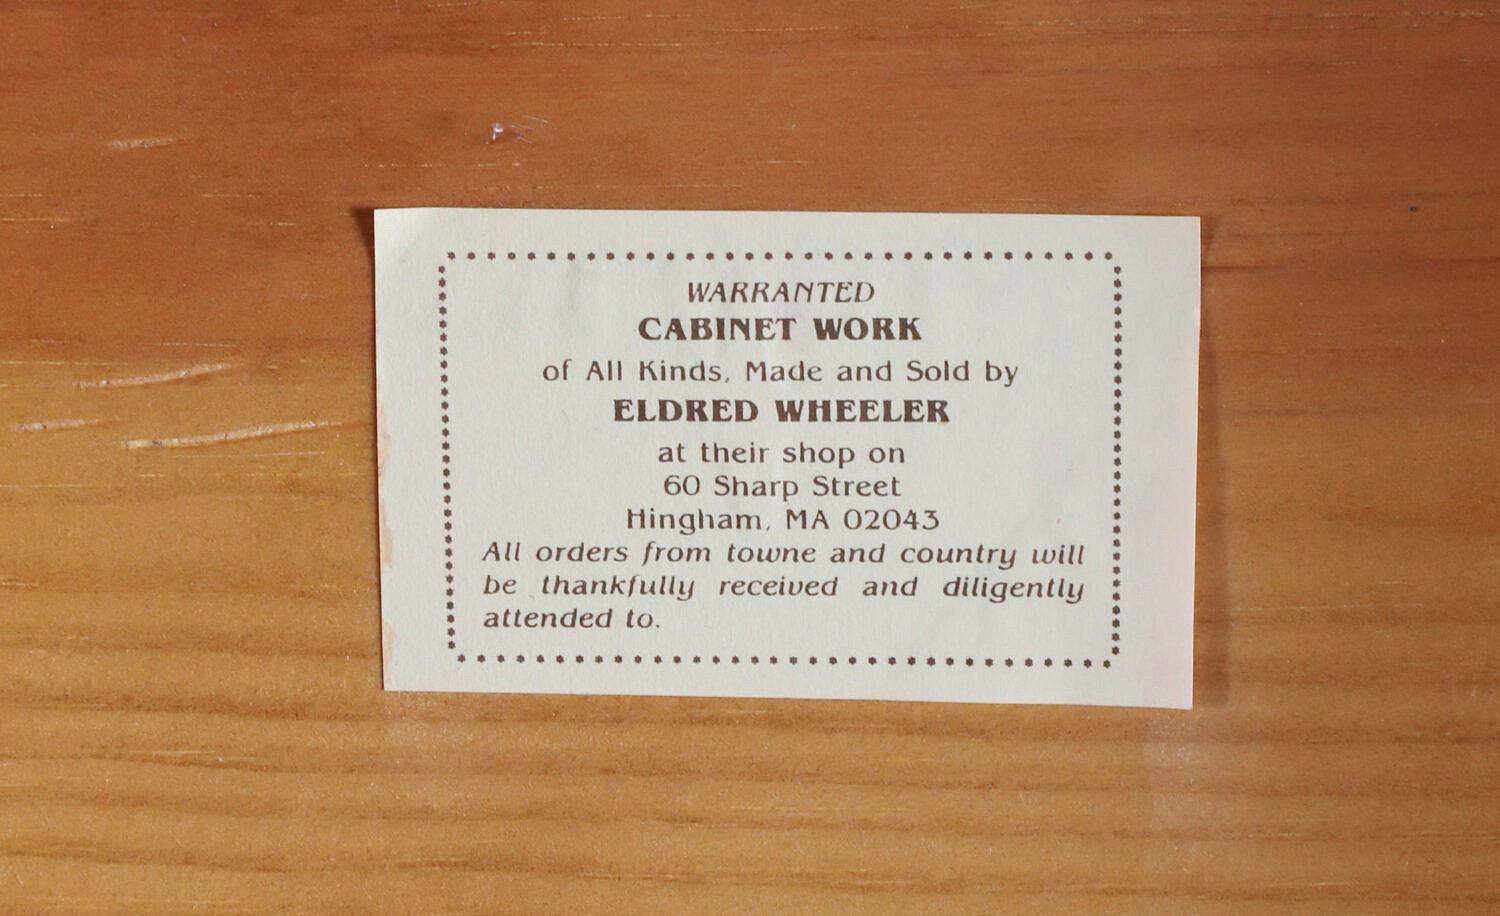 WARRANTED
CABINET WORK
of All Kinds, Made and Sold by
ELDRED WHEELER
at their shop on
60 Sharp Street
Hingham, MA 02043
All orders from towne and country will
be thankfully received and diligently
attended to.